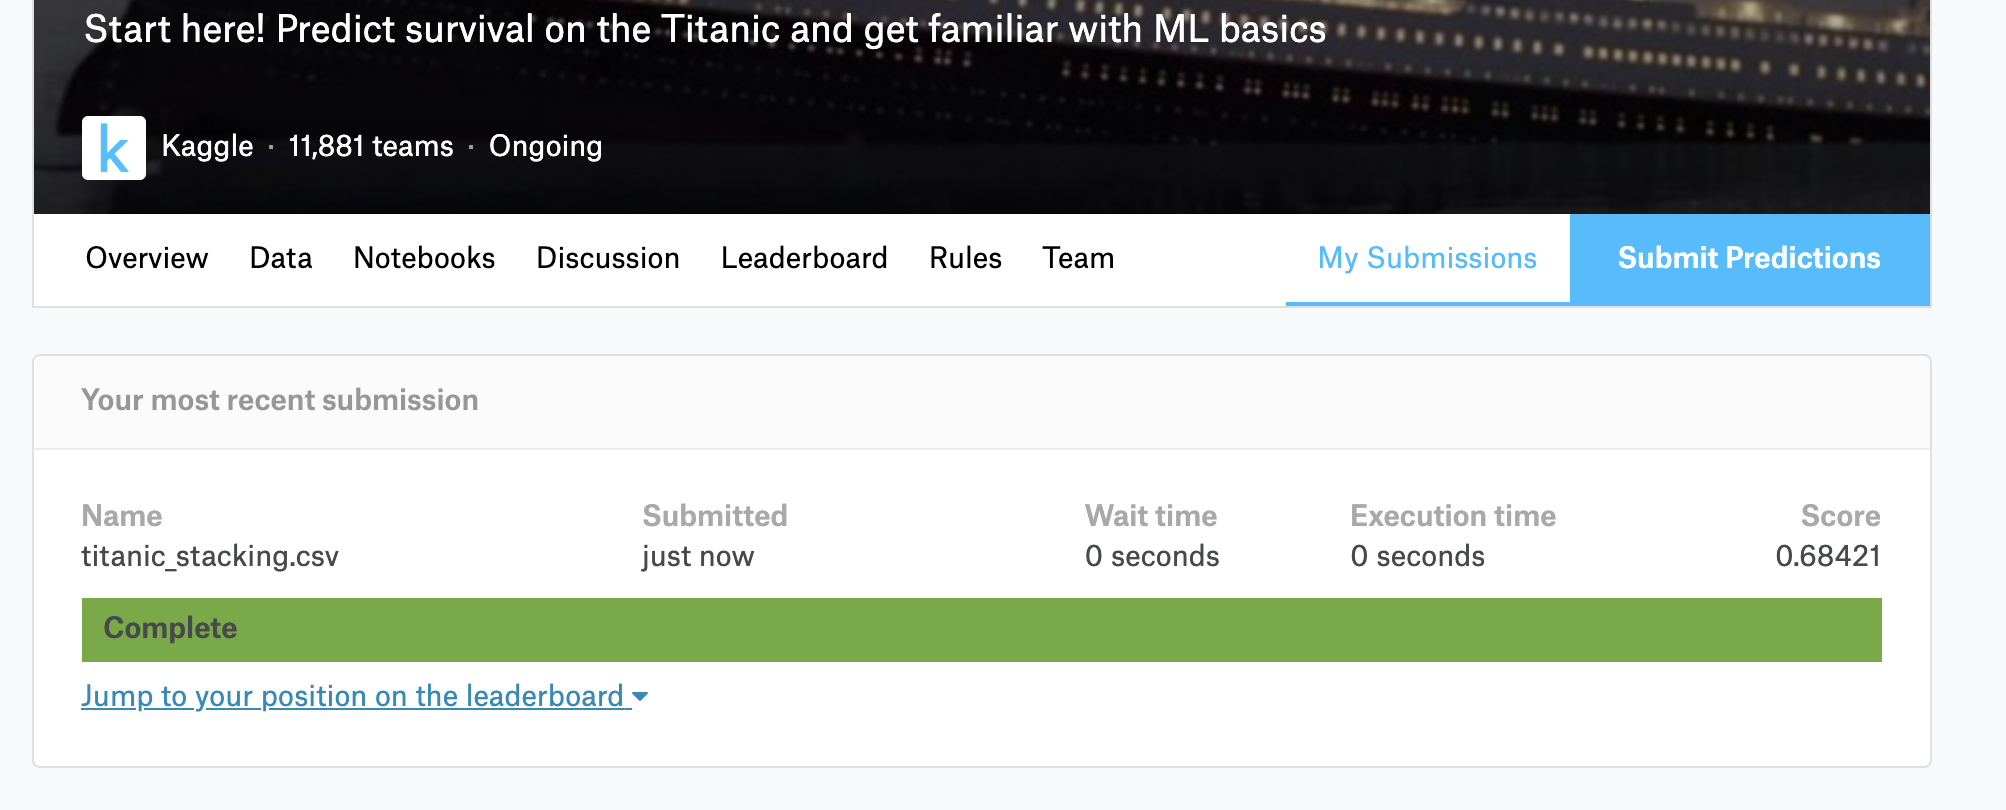 Start here! Predict survival on the Titanic and get familiar with ML basics
k
Kaggle · 11,881 teams · Ongoing
Overview Data Notebooks Discussion Leaderboard Rules Team My Submissions Submit Predictions
Your most recent submission
Name Submitted Wait time Execution time Score
titanic_stacking.csv just now 0 seconds 0 seconds 0.68421
Complete
Jump to your position on the leaderboard